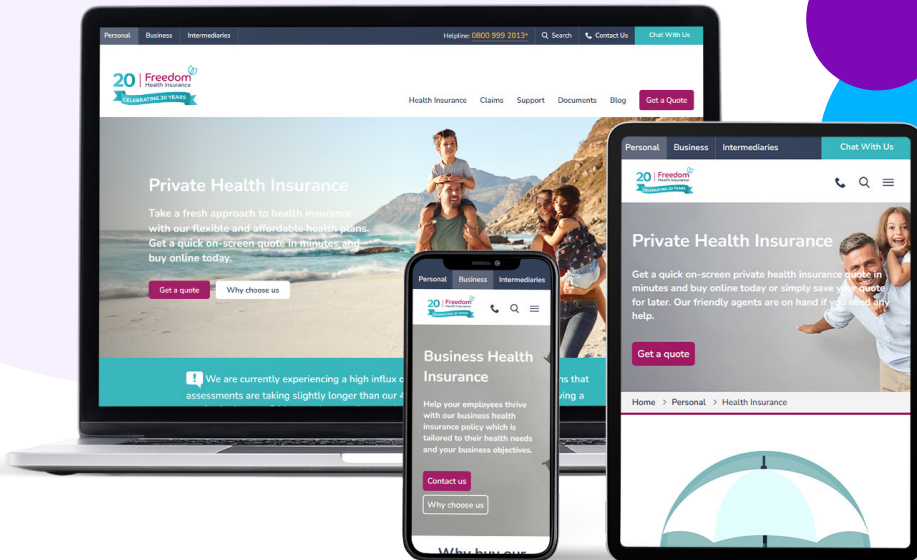 Personal Business Intermediaries
Helpline: 0800 999 2013* Search Contact Us Chat With Us
20 Freedom
Health Insurance
CELEBRATING 20 YEARS
Health Insurance Claims Support Documents Blog Get a Quote
Private Health Insurance
Take a fresh approach to health insurance
with our flexible and affordable health plans.
Get a quick on-screen quote in minutes and
buy online today.
Get a quote Why choose us
We are currently experiencing a high influx
ns that
assessments are taking slightly longer than our
ving a
Personal Business Intermediaries
20 Freedom
Health Insurance
CELEBRATING 20 YEARS
Business Health
Insurance
Help your employees thrive
with our business health
insurance policy which is
tailored to their health needs
and your business objectives.
Contact us
Why choose us
Why buy our
Personal Business Intermediaries Chat With Us
20 Freedom
Health Insurance
CELEBRATING 20 YEARS
Private Health Insurance
Get a quick on-screen private health insurance quote in
minutes and buy online today or simply save your quote
for later. Our friendly agents are on hand if you need any
help.
Get a quote
Home > Personal > Health Insurance